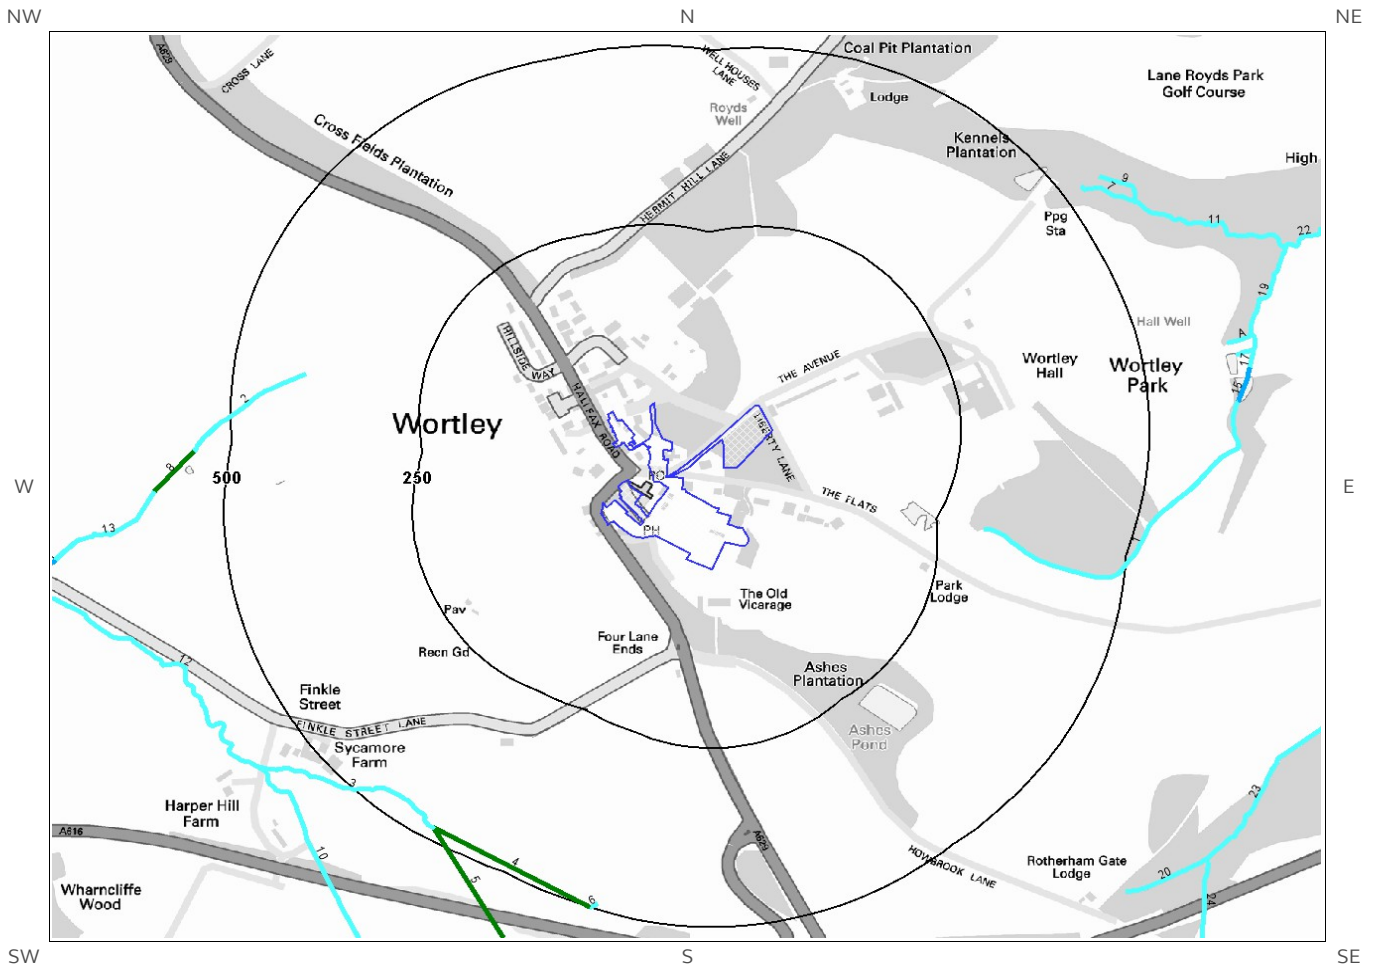 NW
N
NE
A629
CROSS LANE
WELL HOUSES
LANE
Coal Pit Plantation
Lane Royds Park
Golf Course
Lodge
Royds
Well
Cross Fields Plantation
Kennels
Plantation
High
HERMIT HILL LANE
9
7
11
22
Ppg
Sta
19
Hall Well
4
17
15
HILLSIDE
WAY
THE AVENUE
Wortley
Hall
Wortley
Park
2
HALIFAX ROAD
Wortley
LIBERTY LANE
8
500
250
PO
W
E
THE FLATS
13
PH
1
Park
Lodge
The Old
Vicarage
Pav
Four Lane
Ends
Recn Gd
12
Ashes
Plantation
Finkle
Street
FINKLE STREET LANE
Ashes
Pond
Sycamore
Farm
3
23
Harper Hill
Farm
A616
A629
10
4
5
6
HOWBROOK LANE
Rotherham Gate
Lodge
20
24
Wharncliffe
Wood
SW
S
SE